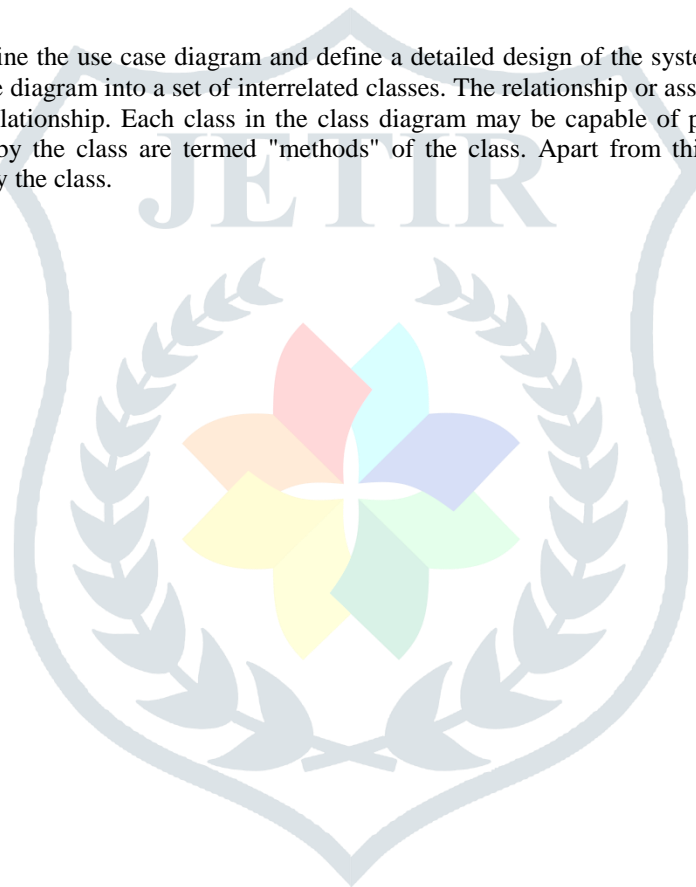 ine the use case diagram and define a detailed design of the syste
e diagram into a set of interrelated classes. The relationship or ass
lationship. Each class in the class diagram may be capable of p
by the class are termed "methods" of the class. Apart from thi
y the class.
JETIR